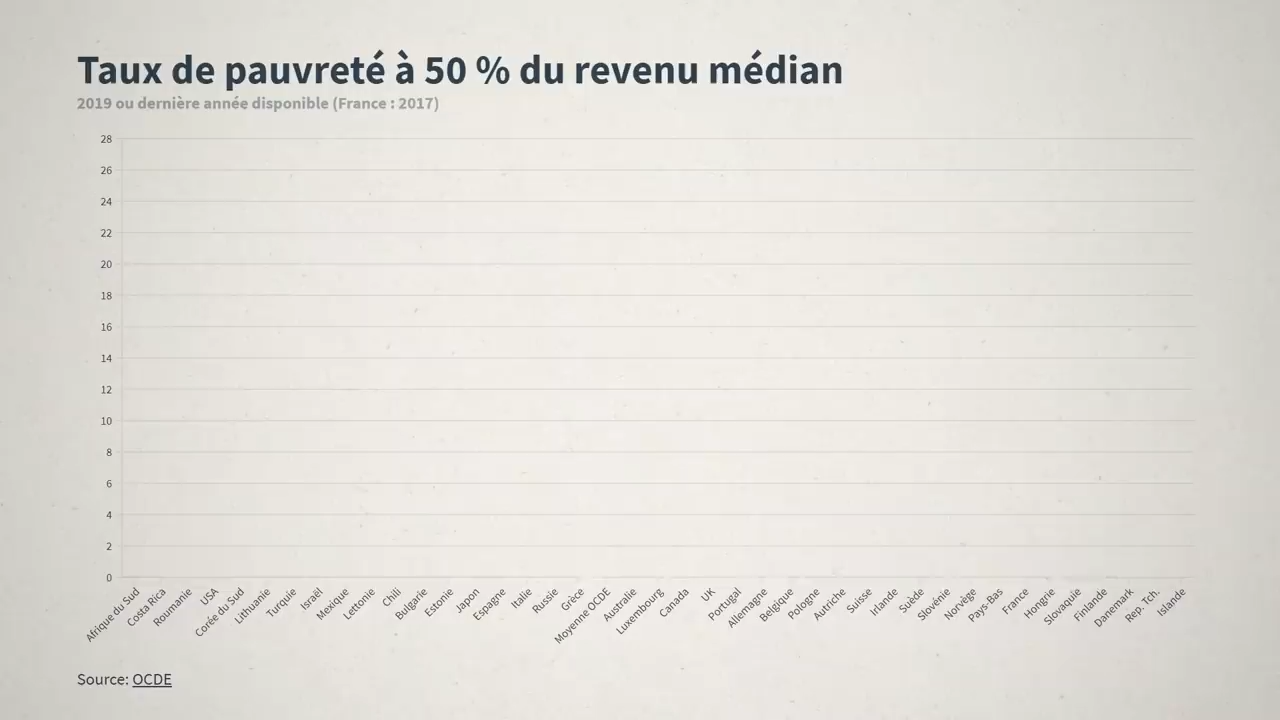 Taux de pauvreté à 50 % du revenu médian
2019 ou dernière année disponible (France : 2017)
28
26
24
22
20
18
16
14
12
10
8
6
4
2
0
Afrique du Sud
Costa Rica
Roumanie
USA
Corée du Sud
Lithuanie
Turquie
Israël
Mexique
Lettonie
Chili
Bulgarie
Estonie
Japon
Espagne
Italie
Russie
Grèce
Moyenne OCDE
Australie
Luxembourg
Canada
UK
Portugal
Allemagne
Belgique
Pologne
Autriche
Suisse
Irlande
Suède
Slovénie
Norvège
Pays-Bas
France
Hongrie
Slovaquie
Finlande
Danemark
Rep. Tch.
Islande
Source: OCDE